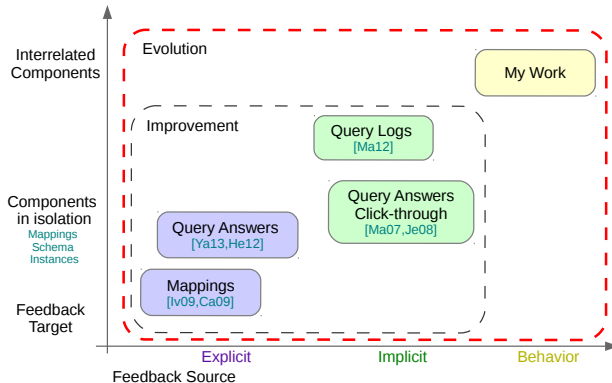 Evolution
Interrelated
Components
My Work
Improvement
Query Logs
[Ma12]
Query Answers
Click-through
[Ma07,Je08]
Components
in isolation
Mappings
Schema
Instances
Query Answers
[Ya13,He12]
Mappings
[Iv09,Ca09]
Feedback
Target
Explicit
Implicit
Behavior
Feedback Source